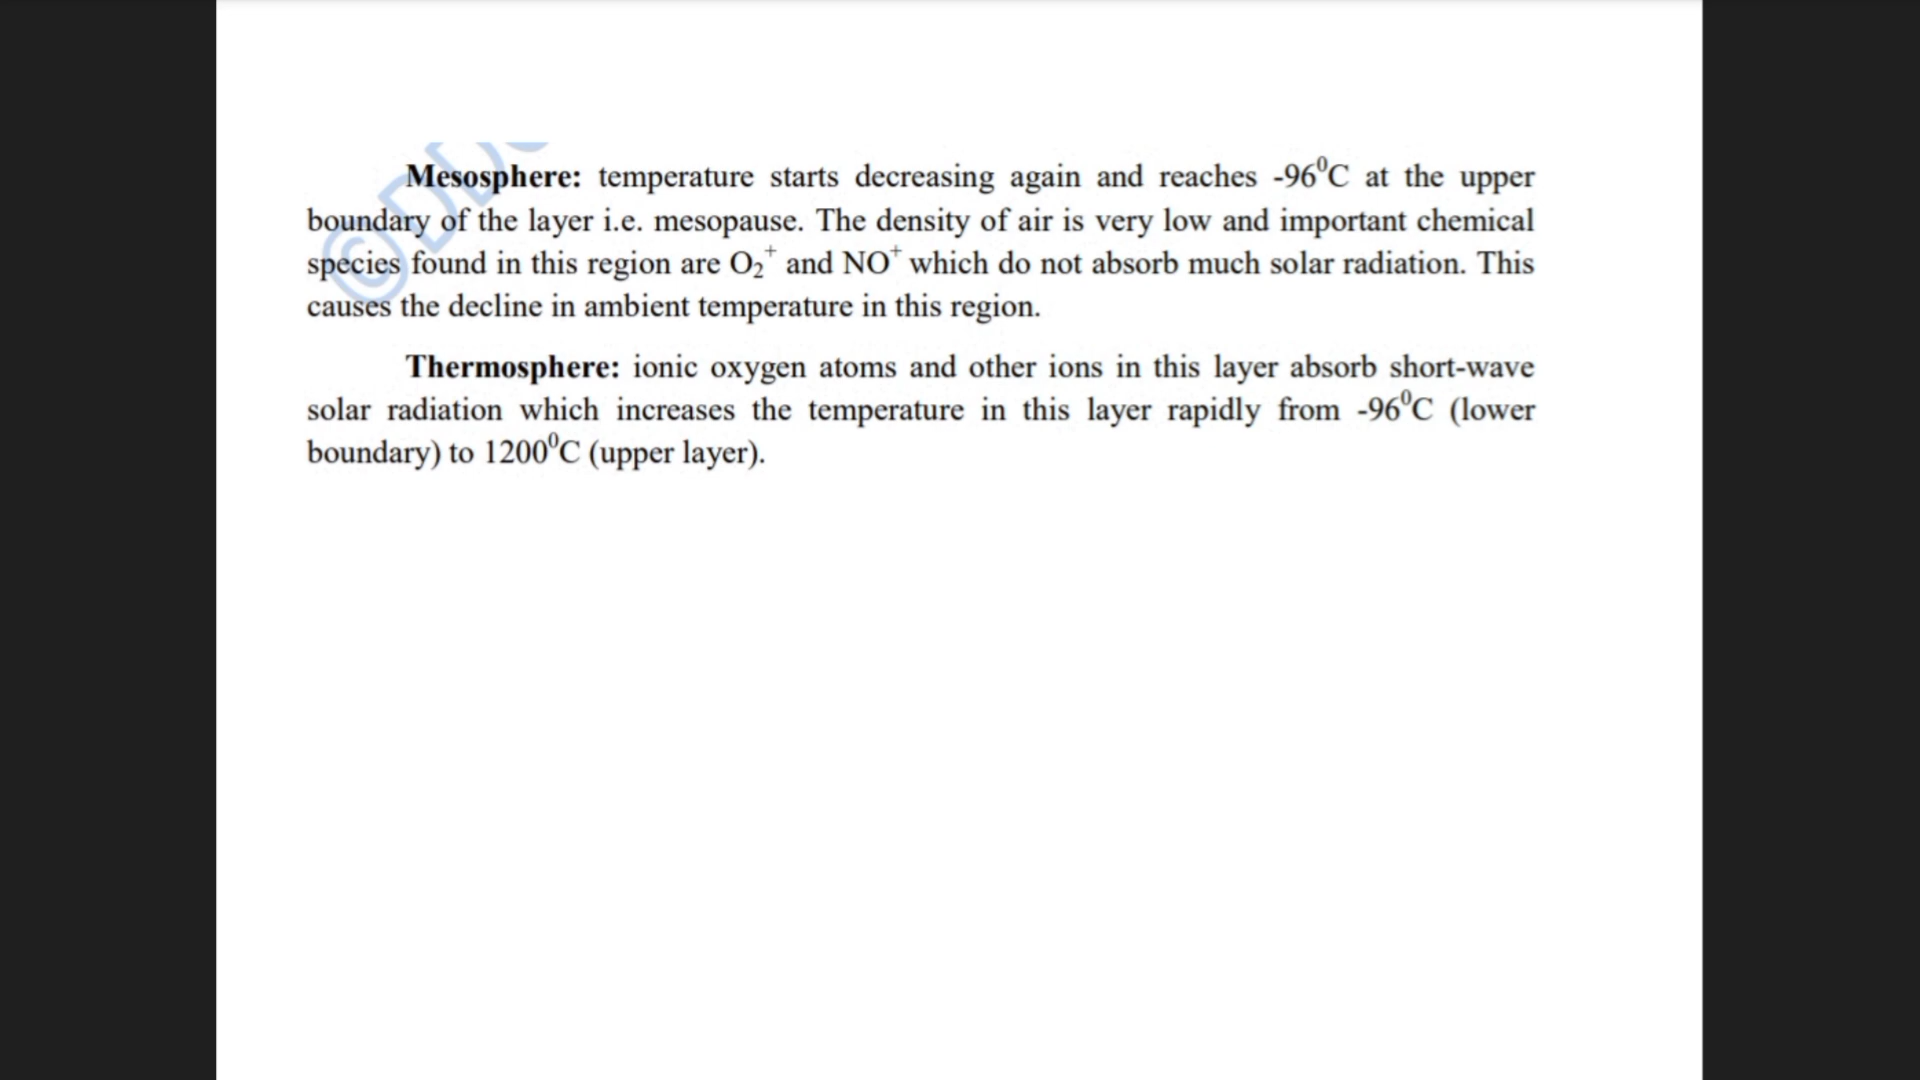 Mesosphere: temperature starts decreasing again and reaches -96⁰C at the upper
boundary of the layer i.e. mesopause. The density of air is very low and important chemical
species found in this region are O₂⁺ and NO⁺ which do not absorb much solar radiation. This
causes the decline in ambient temperature in this region.
Thermosphere: ionic oxygen atoms and other ions in this layer absorb short-wave
solar radiation which increases the temperature in this layer rapidly from -96⁰C (lower
boundary) to 1200⁰C (upper layer).